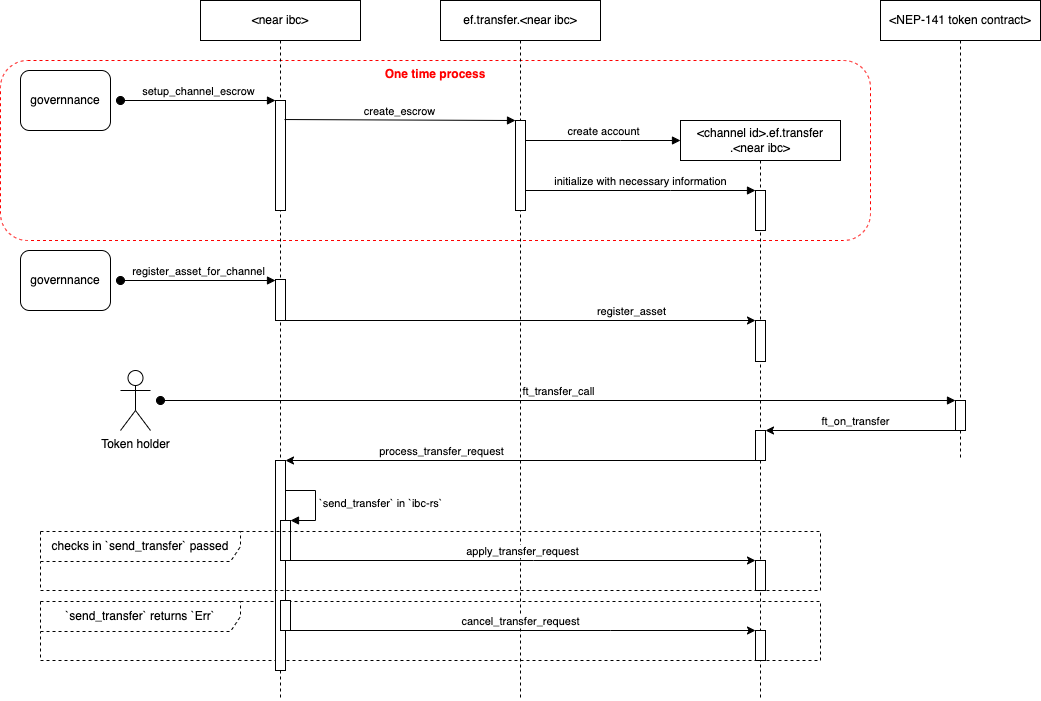 <near ibc>
ef.transfer.<near ibc>
<NEP-141 token contract>
One time process
governnance
setup_channel_escrow
create_escrow
create account
<channel id>.ef.transfer
.<near ibc>
initialize with necessary information
governnance
register_asset_for_channel
register_asset
ft_transfer_call
Token holder
ft_on_transfer
process_transfer_request
`send_transfer` in `ibc-rs`
checks in `send_transfer` passed
apply_transfer_request
`send_transfer` returns `Err`
cancel_transfer_request